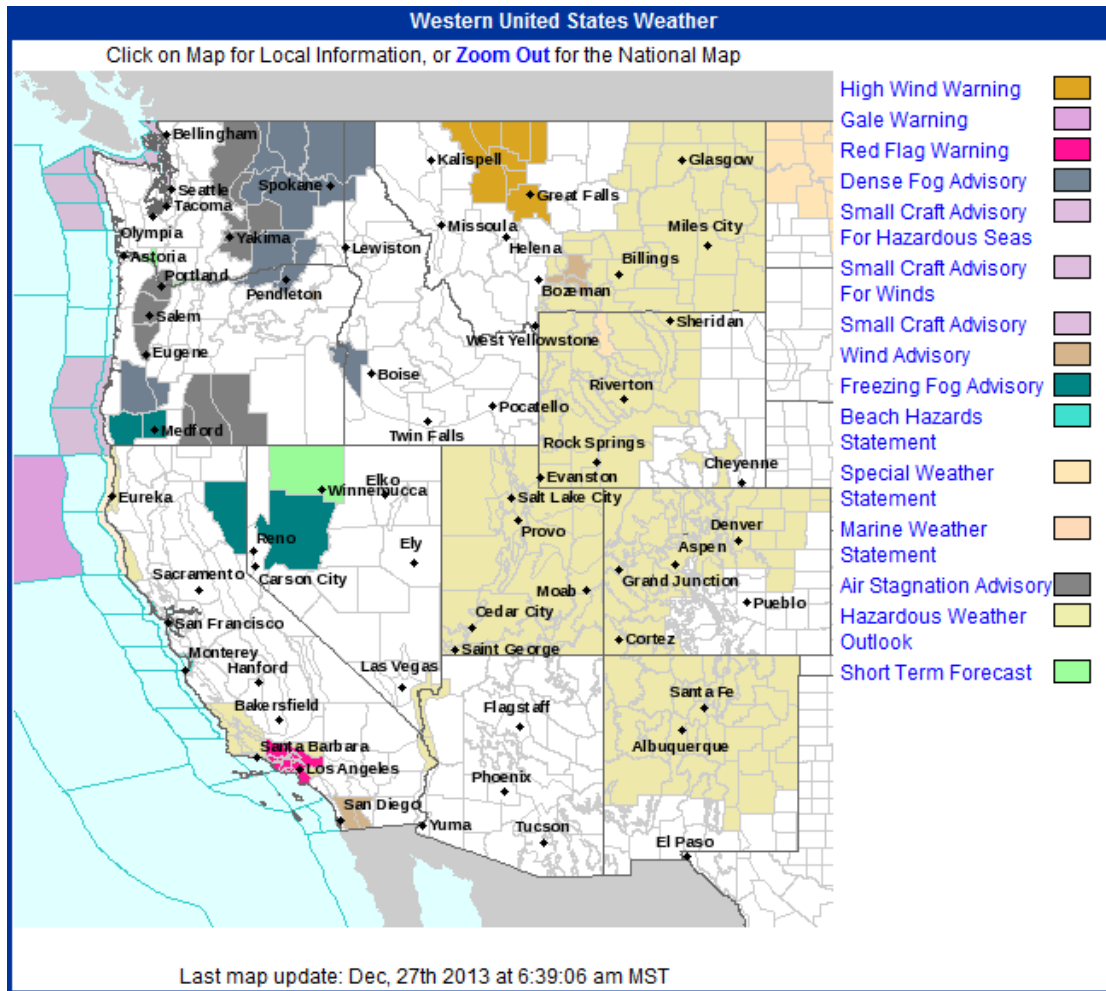 Western United States Weather
Click on Map for Local Information, or Zoom Out for the National Map
High Wind Warning
Gale Warning
Red Flag Warning
Dense Fog Advisory
Small Craft Advisory
For Hazardous Seas
Small Craft Advisory
For Winds
Small Craft Advisory
Wind Advisory
Freezing Fog Advisory
Beach Hazards
Statement
Special Weather
Statement
Marine Weather
Statement
Air Stagnation Advisory
Hazardous Weather
Outlook
Short Term Forecast
Bellingham
Kalispell
Glasgow
Seattle
Spokane
Great Falls
Tacoma
Olympia
Yakima
Lewiston
Missoula
Helena
Miles City
Astoria
Portland
Pendleton
Bozeman
Billings
Salem
West Yellowstone
Sheridan
Eugene
Boise
Riverton
Pocatello
Medford
Twin Falls
Rock Springs
Cheyenne
Eureka
Winnemucca
Elko
Evanston
Salt Lake City
Provo
Denver
Reno
Ely
Aspen
Sacramento
Carson City
Moab
Grand Junction
Pueblo
San Francisco
Cedar City
Cortez
Monterey
Saint George
Hanford
Las Vegas
Bakersfield
Flagstaff
Santa Fe
Albuquerque
Santa Barbara
Los Angeles
Phoenix
San Diego
Yuma
Tucson
El Paso
Last map update: Dec, 27th 2013 at 6:39:06 am MST